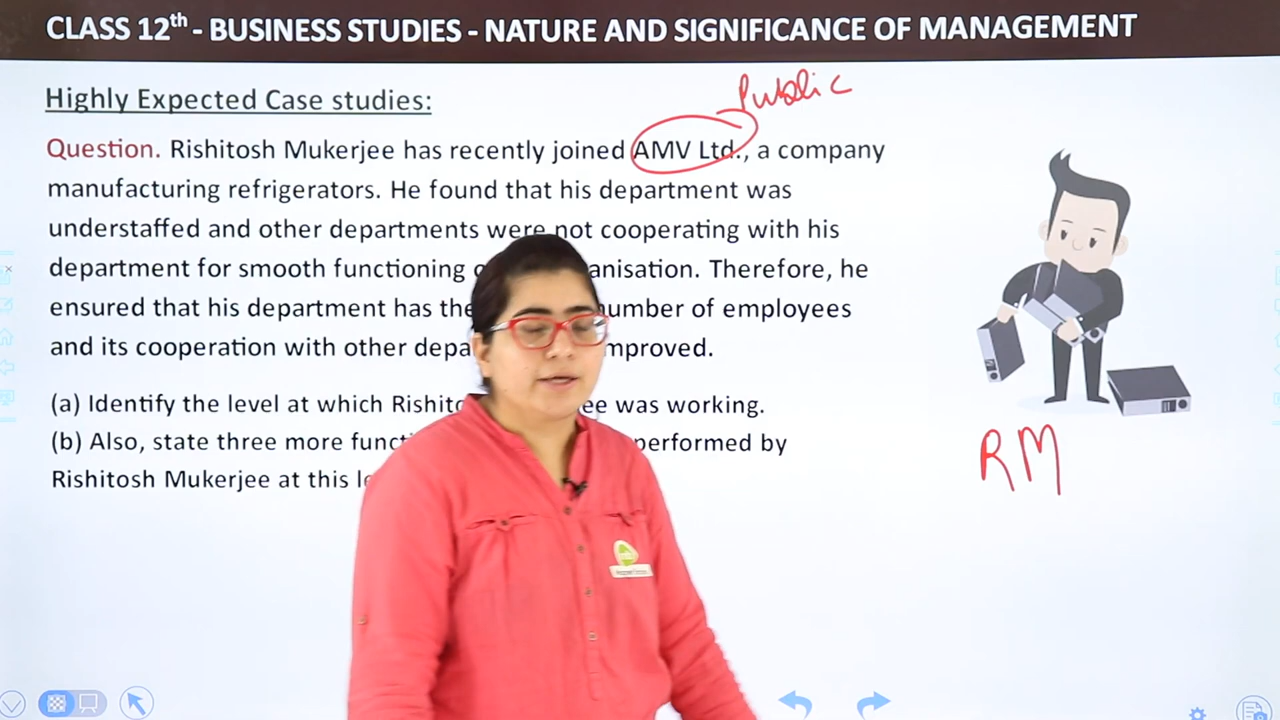 CLASS 12th - BUSINESS STUDIES - NATURE AND SIGNIFICANCE OF MANAGEMENT
Public
Highly Expected Case studies:
Question. Rishitosh Mukerjee has recently joined AMV Ltd., a company
manufacturing refrigerators. He found that his department was
understaffed and other departments were not cooperating with his
department for smooth functioning anisation. Therefore, he
ensured that his department has the number of employees
and its cooperation with other depa mproved.
(a) Identify the level at which Rishito ee was working.
(b) Also, state three more funct performed by
Rishitosh Mukerjee at this
RM